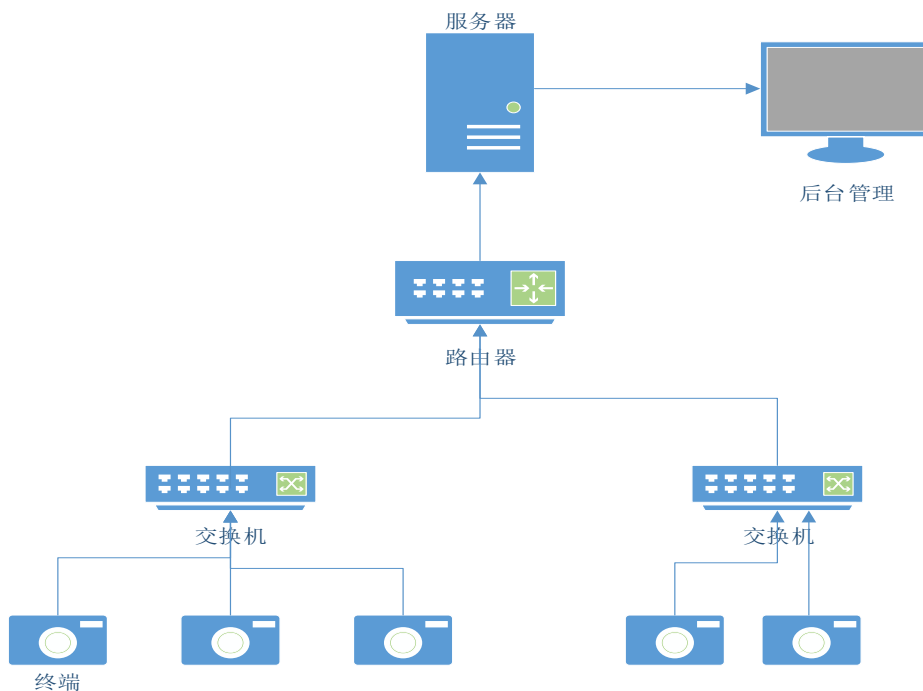 服务器
后台管理
路由器
交换机
交换机
终端